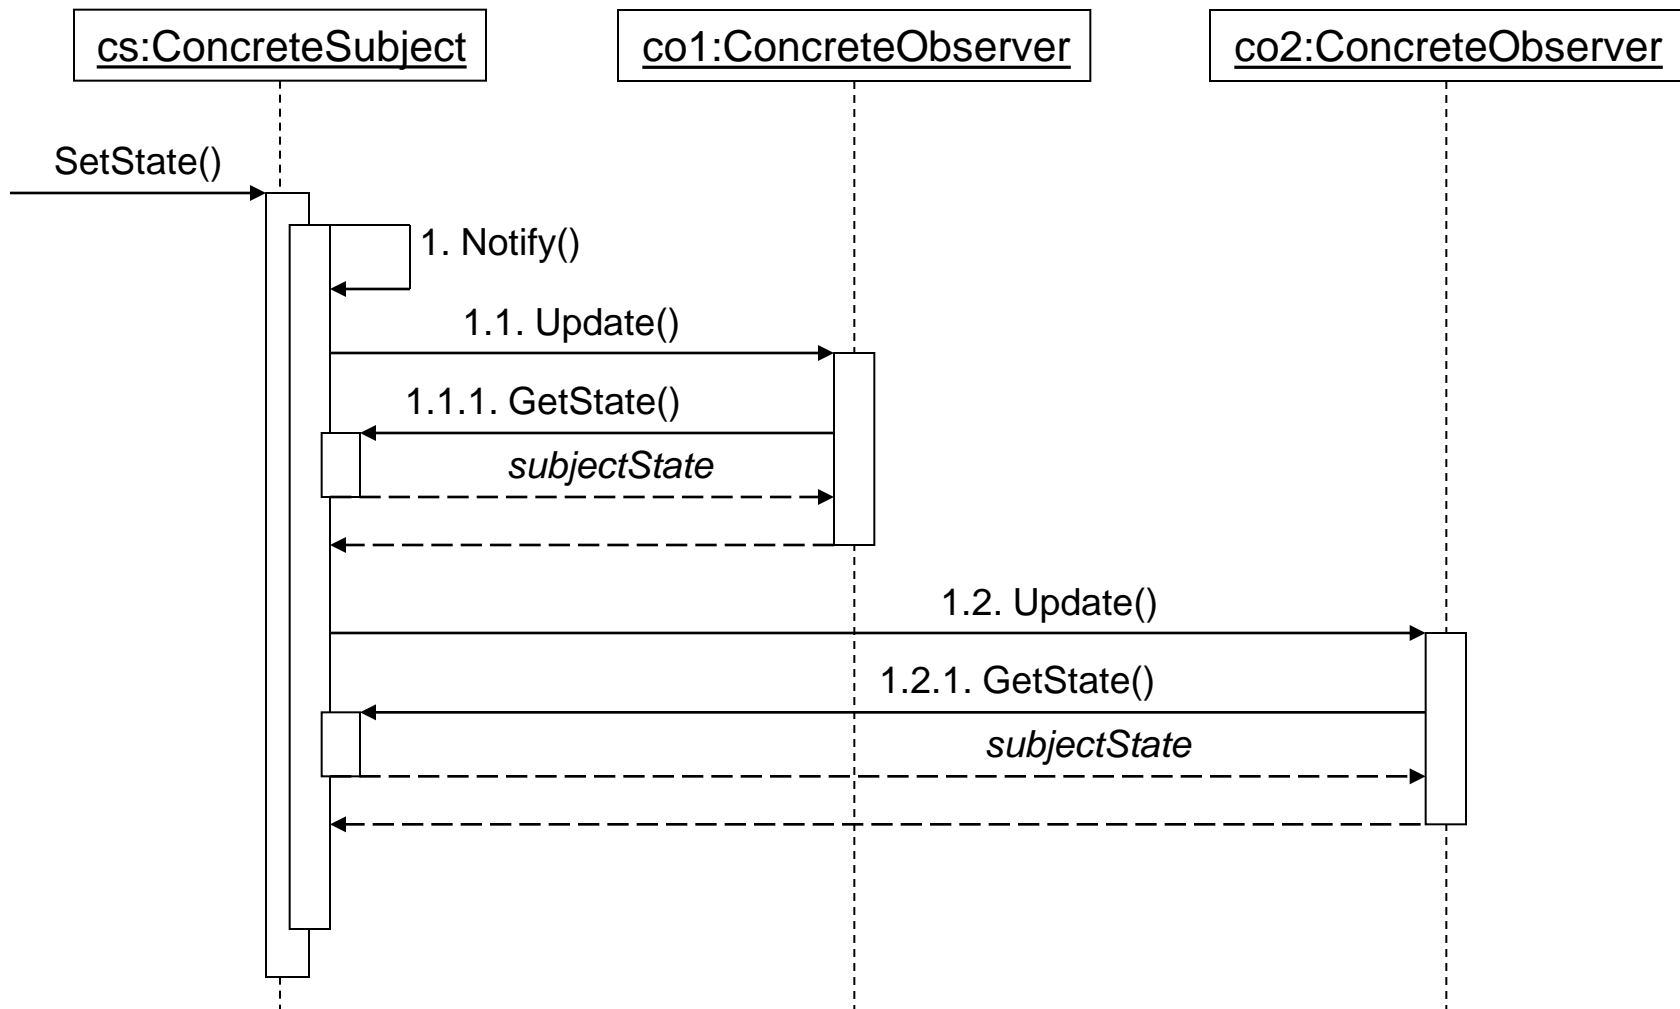 cs:ConcreteSubject
co1:ConcreteObserver
co2:ConcreteObserver
SetState()
1. Notify()
1.1. Update()
1.1.1. GetState()
subjectState
1.2. Update()
1.2.1. GetState()
subjectState